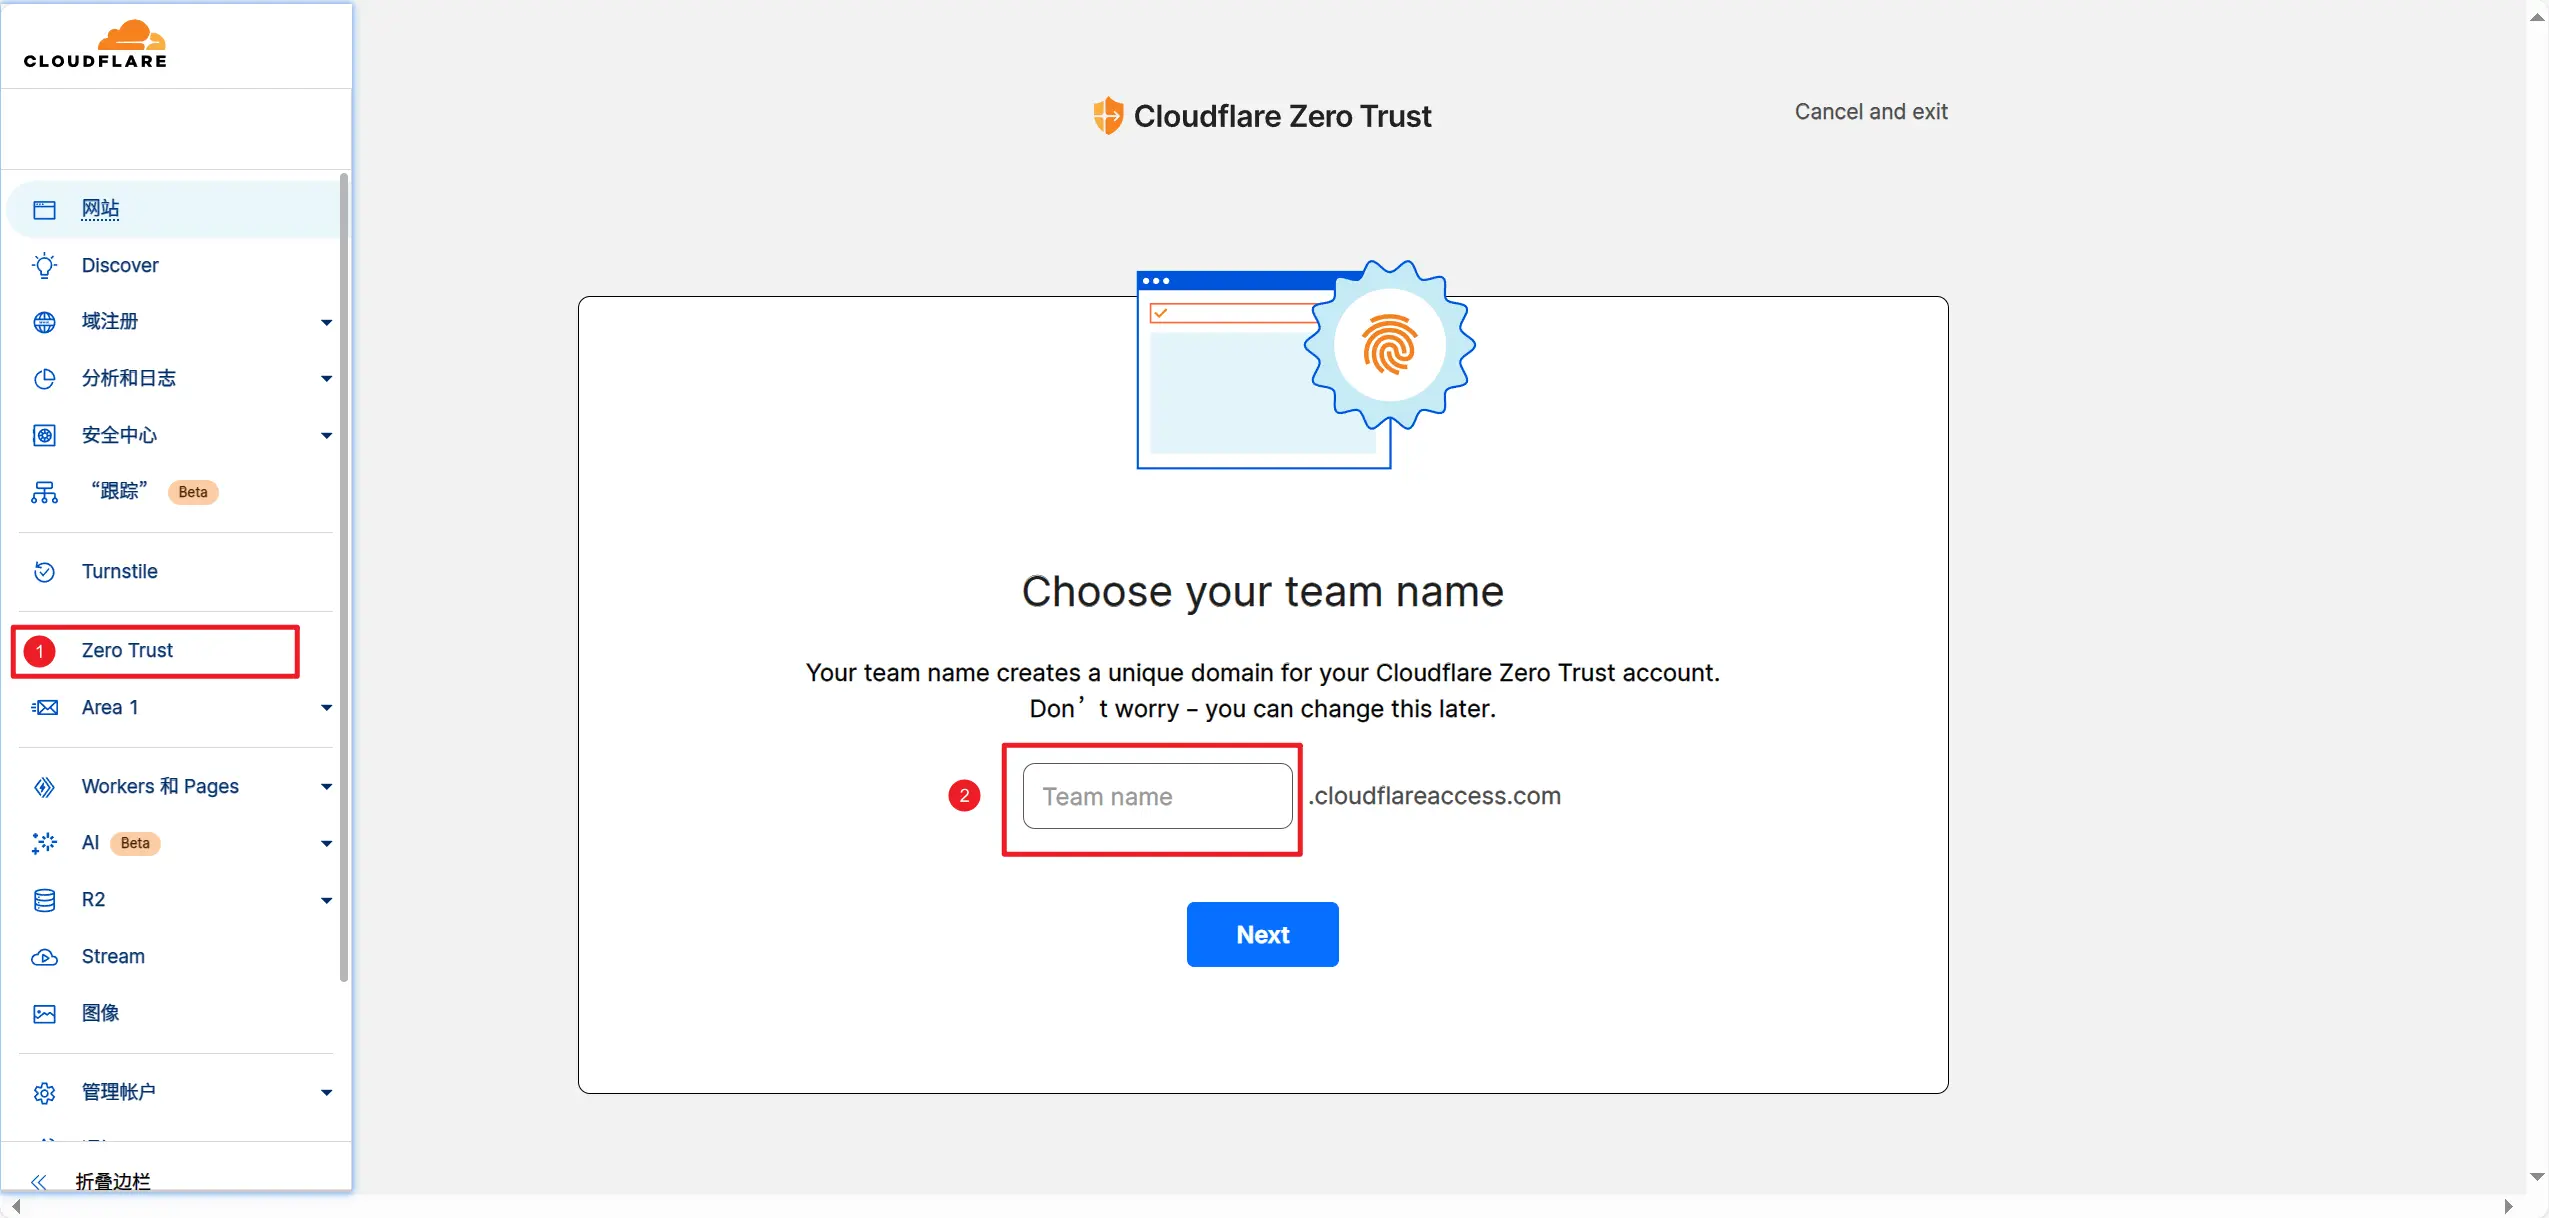 CLOUDFLARE
网站
Discover
域注册
分析和日志
安全中心
“跟踪” Beta
Turnstile
1 Zero Trust
Area 1
Workers 和 Pages
AI Beta
R2
Stream
图像
管理帐户
折叠边栏
Cloudflare Zero Trust
Cancel and exit
Choose your team name
Your team name creates a unique domain for your Cloudflare Zero Trust account.
Don’t worry – you can change this later.
2 Team name .cloudflareaccess.com
Next